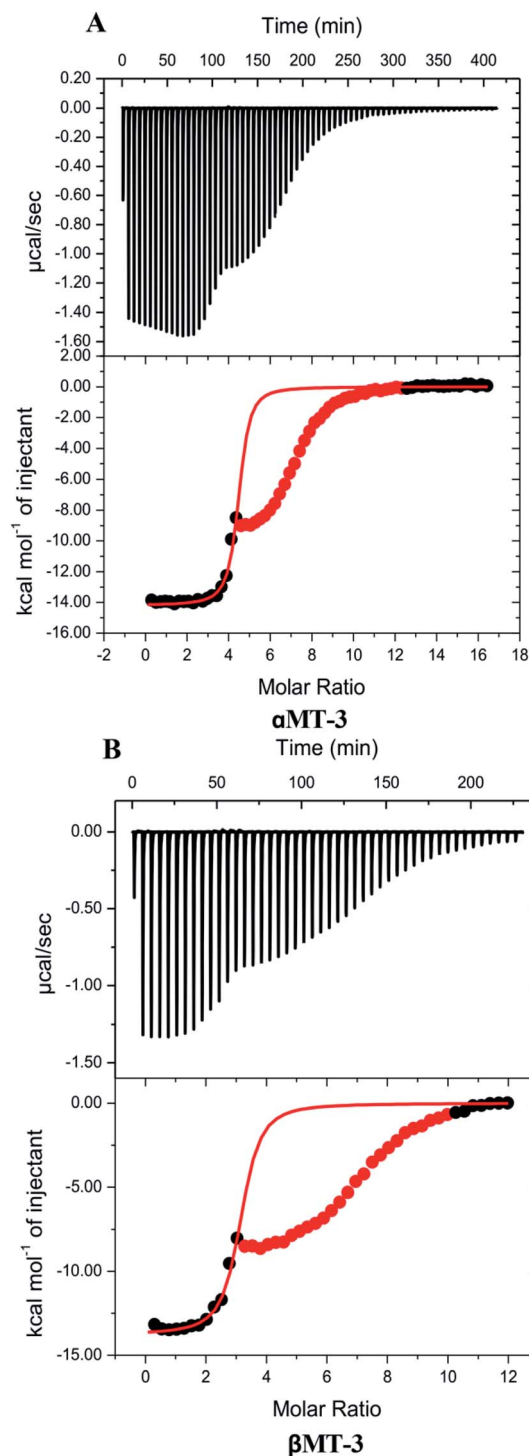 A
Time (min)
0 50 100 150 200 250 300 350 400
0.20
0.00
-0.20
-0.40
-0.60
-0.80
-1.00
-1.20
-1.40
-1.60
µcal/sec
2.00
0.00
-2.00
-4.00
-6.00
-8.00
-10.00
-12.00
-14.00
-16.00
kcal mol⁻¹ of injectant
-2 0 2 4 6 8 10 12 14 16 18
Molar Ratio
αMT-3
B
Time (min)
0 50 100 150 200
0.00
-0.50
-1.00
-1.50
µcal/sec
0.00
-5.00
-10.00
-15.00
kcal mol⁻¹ of injectant
0 2 4 6 8 10 12
Molar Ratio
βMT-3